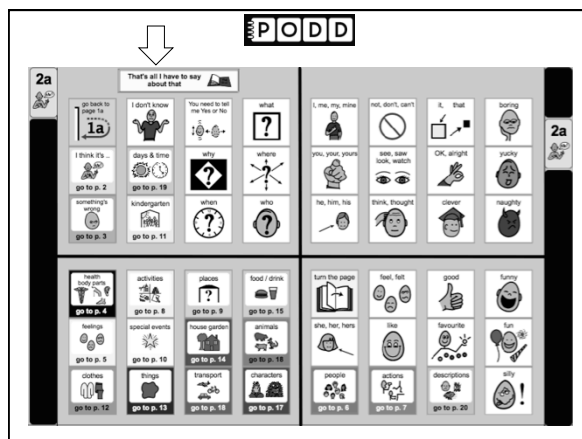 PODD
2a
That's all I have to say
about that
go back to
page 1a
1a
I don't know
You need to tell
me Yes or No
what
I think it's ..
go to p. 2
days & time
go to p. 19
why
where
something's
wrong
go to p. 3
kindergarten
go to p. 11
when
who
I, me, my, mine
not, don't, can't
it, that
boring
you, your, yours
see, saw
look, watch
OK, alright
yucky
he, him, his
think, thought
clever
naughty
2a
health
body parts
go to p. 4
activities
go to p. 8
places
go to p. 9
food / drink
go to p. 15
feelings
go to p. 5
special events
go to p. 10
house garden
go to p. 14
animals
go to p. 16
clothes
go to p. 12
things
go to p. 13
transport
go to p. 18
characters
go to p. 17
turn the page
feel, felt
good
funny
she, her, hers
like
favourite
fun
people
go to p. 6
actions
go to p. 7
descriptions
go to p. 20
silly